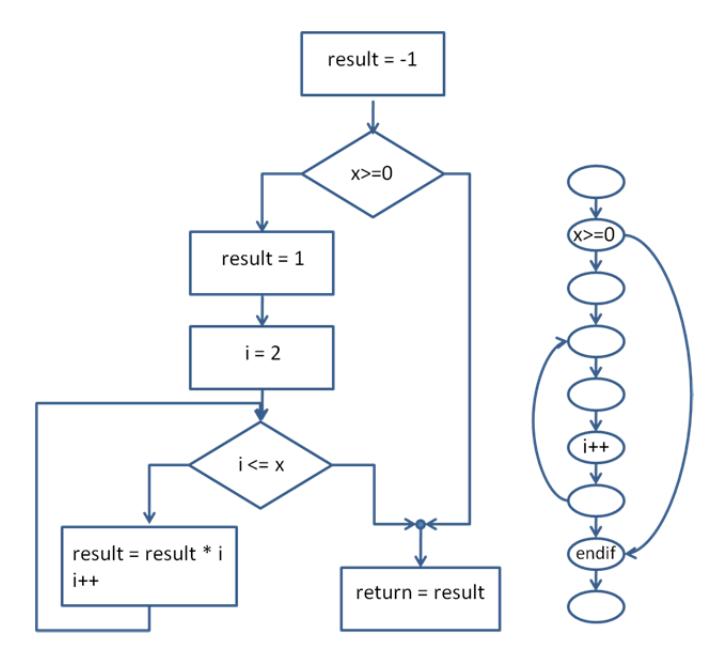 result = -1
x>=0
result = 1
i = 2
i <= x
result = result * i
i++
return = result
x>=0
i++
endif